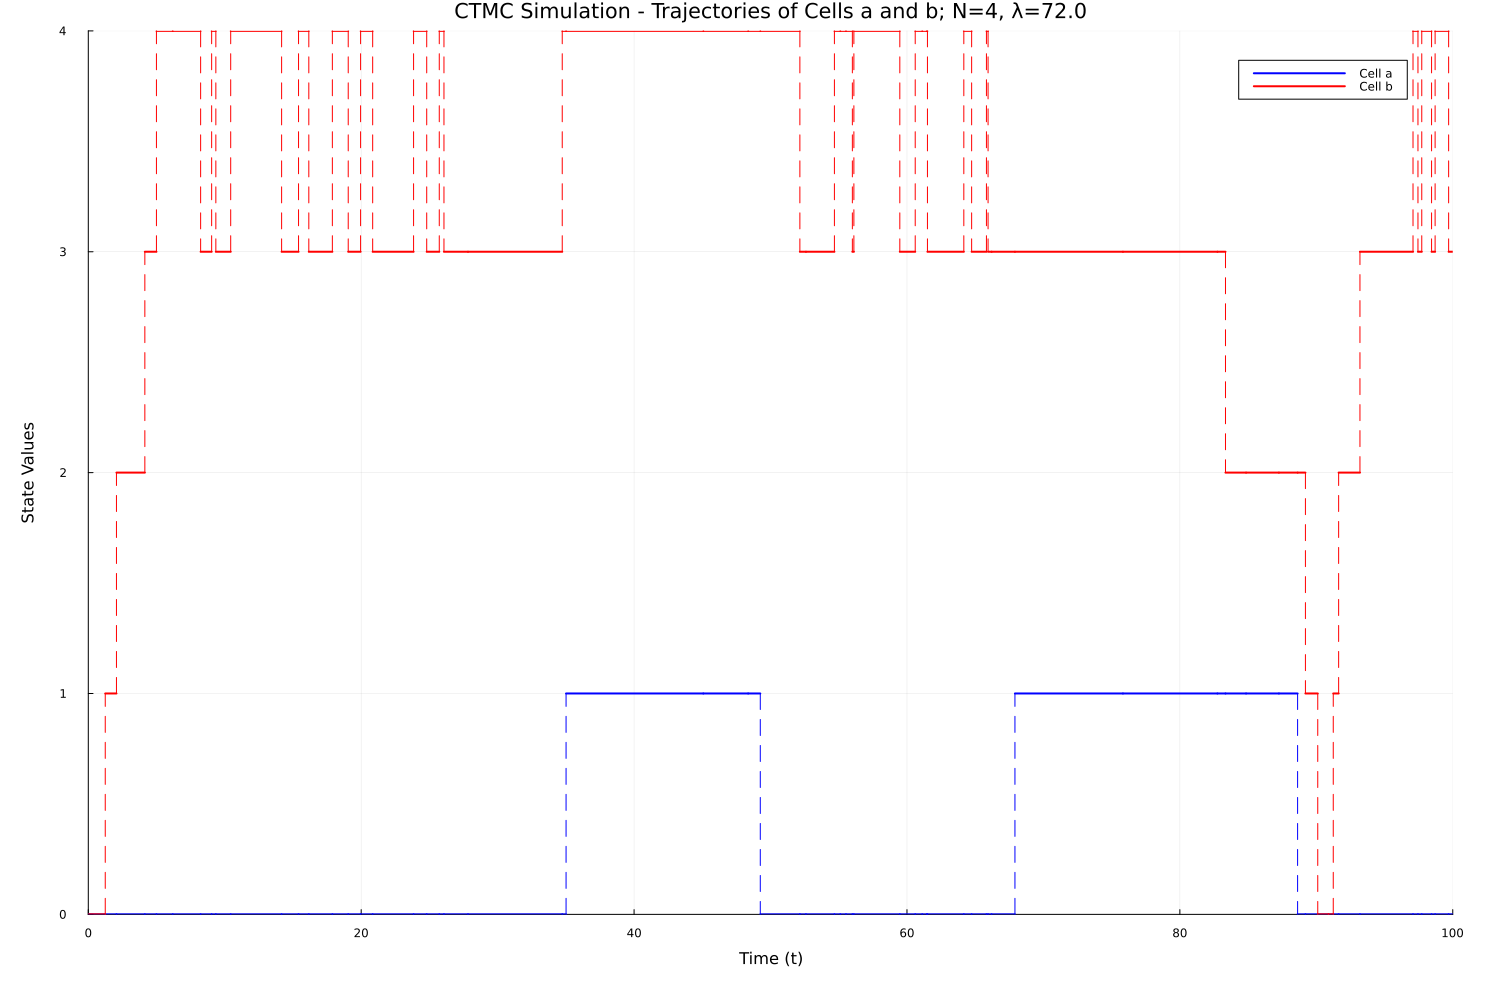 CTMC Simulation - Trajectories of Cells a and b; N=4, λ=72.0
4
Cell a
Cell b
3
State Values
2
1
0
0 20 40 60 80 100
Time (t)